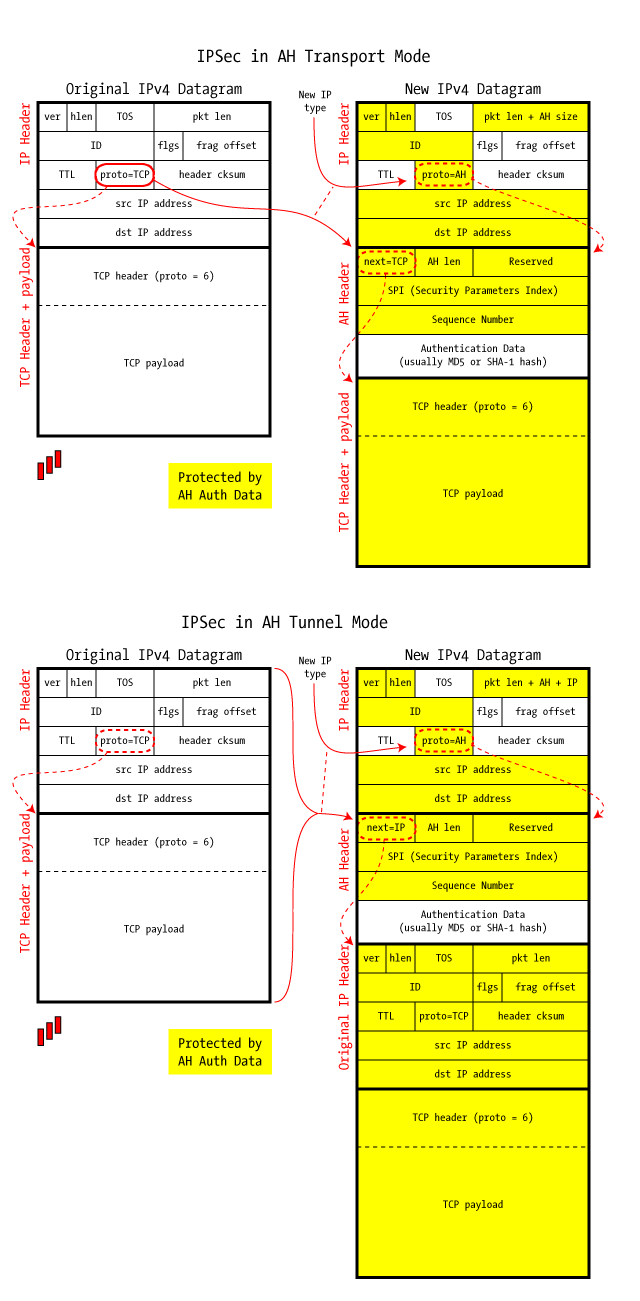 IPSec in AH Transport Mode
Original IPv4 Datagram
IP Header
ver hlen TOS pkt len
ID flgs frag offset
TTL proto=TCP header cksum
src IP address
dst IP address
TCP Header + payload
TCP header (proto = 6)
TCP payload
Protected by
AH Auth Data
New IP
type
New IPv4 Datagram
IP Header
ver hlen TOS pkt len + AH size
ID flgs frag offset
TTL proto=AH header cksum
src IP address
dst IP address
AH Header
next=TCP AH len Reserved
SPI (Security Parameters Index)
Sequence Number
Authentication Data
(usually MD5 or SHA-1 hash)
TCP Header + payload
TCP header (proto = 6)
TCP payload
IPSec in AH Tunnel Mode
Original IPv4 Datagram
IP Header
ver hlen TOS pkt len
ID flgs frag offset
TTL proto=TCP header cksum
src IP address
dst IP address
TCP Header + payload
TCP header (proto = 6)
TCP payload
Protected by
AH Auth Data
New IP
type
New IPv4 Datagram
IP Header
ver hlen TOS pkt len + AH + IP
ID flgs frag offset
TTL proto=AH header cksum
src IP address
dst IP address
AH Header
next=IP AH len Reserved
SPI (Security Parameters Index)
Sequence Number
Authentication Data
(usually MD5 or SHA-1 hash)
Original IP Header
ver hlen TOS pkt len
ID flgs frag offset
TTL proto=TCP header cksum
src IP address
dst IP address
TCP header (proto = 6)
TCP payload